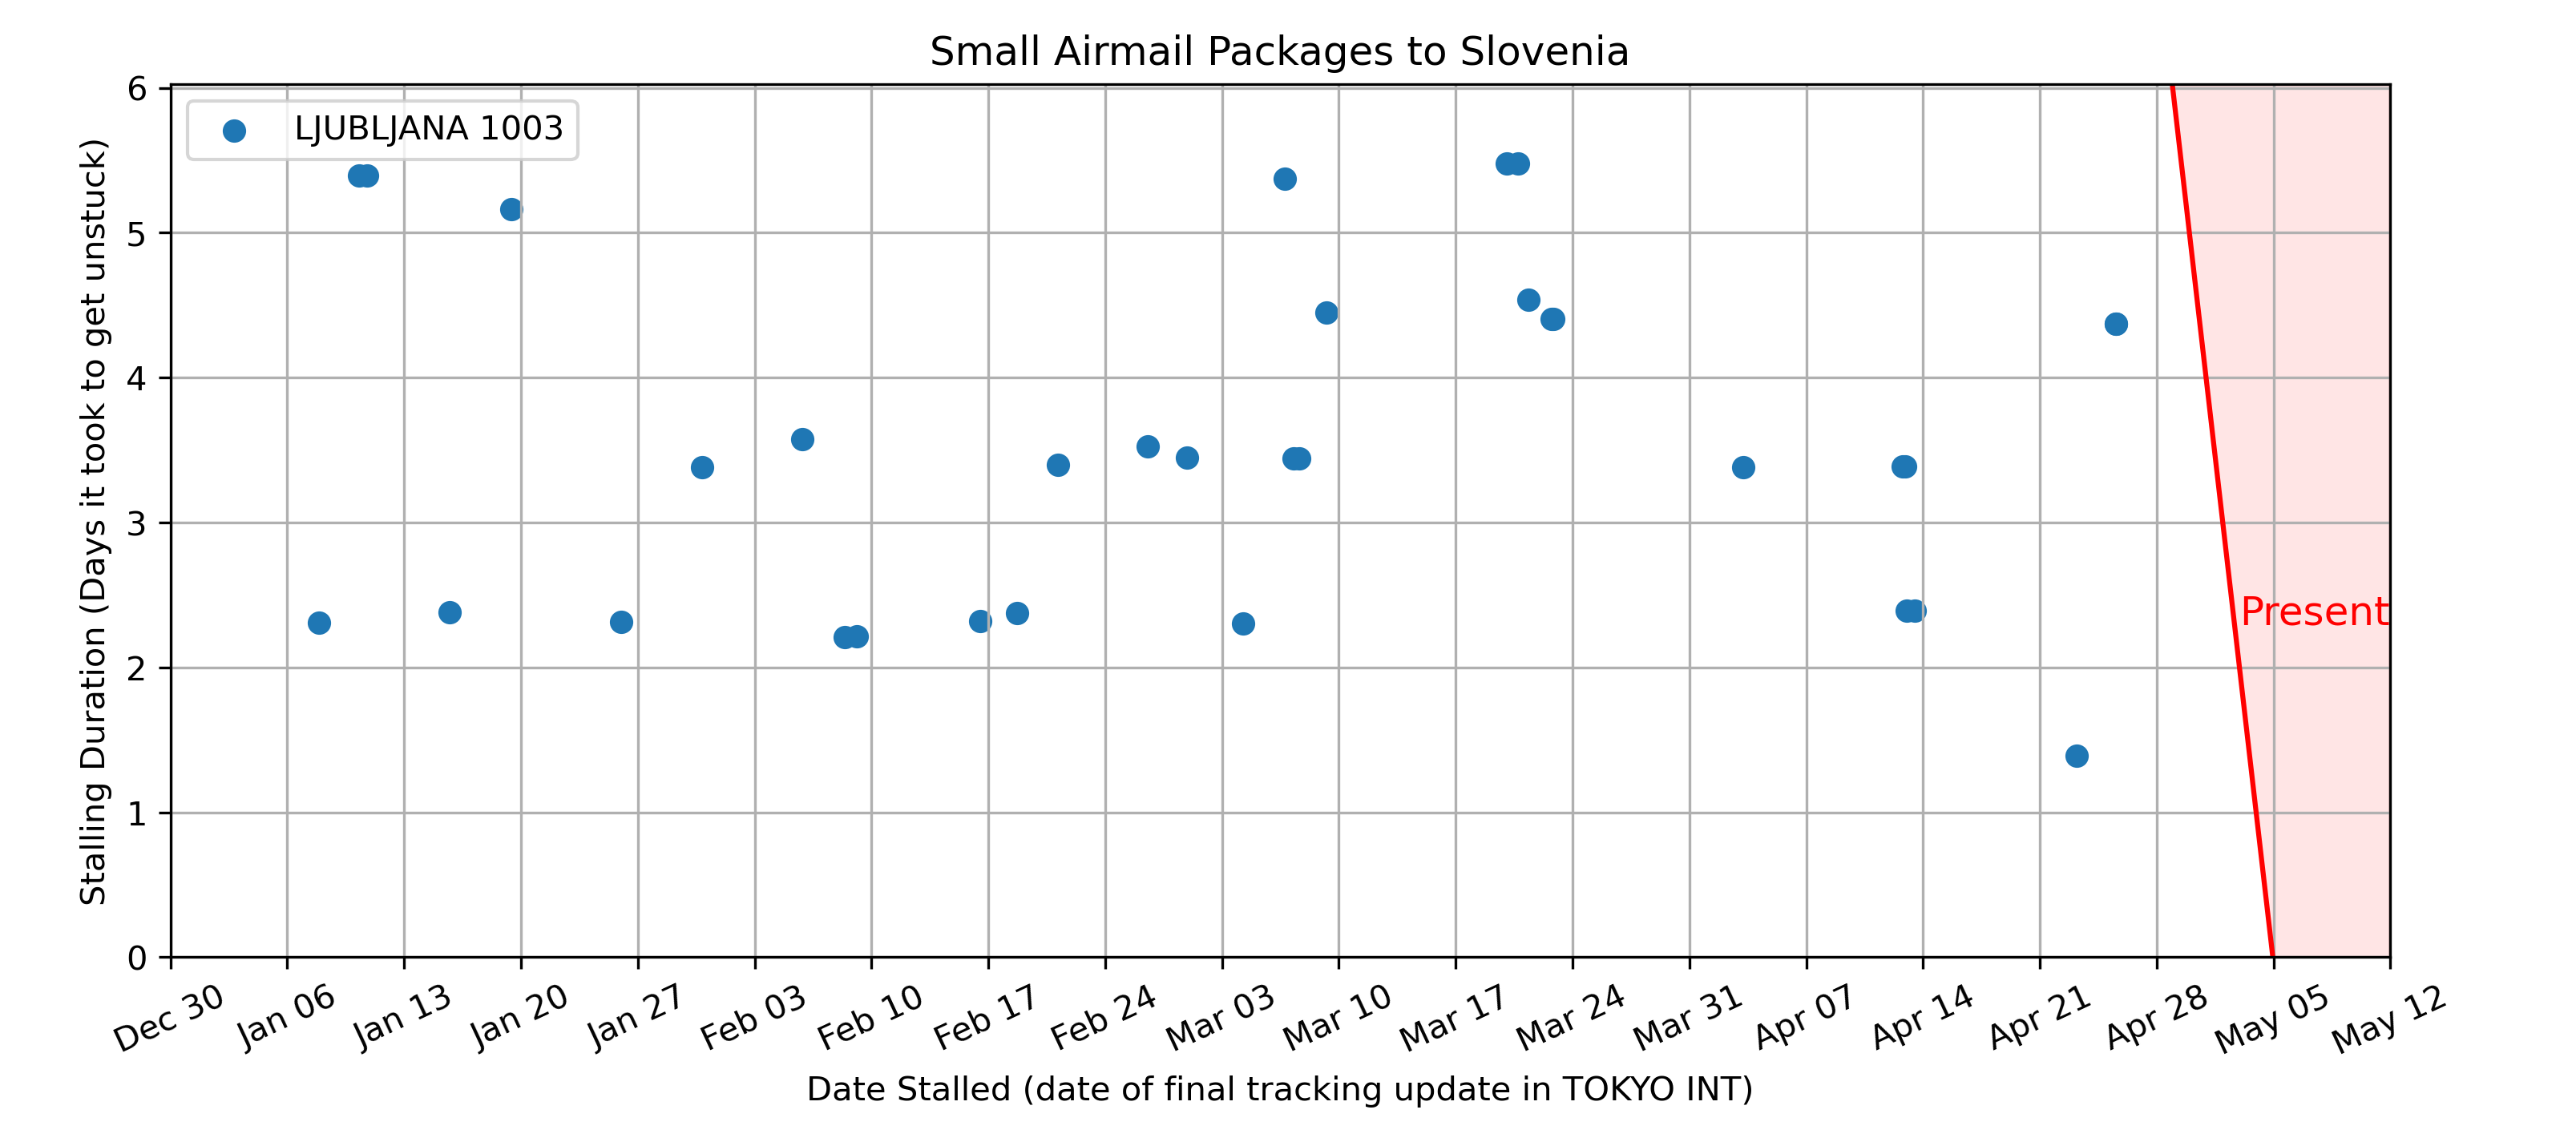 Small Airmail Packages to Slovenia
LJUBLJANA 1003
Stalling Duration (Days it took to get unstuck)
6
5
4
3
2
1
0
Present
Dec 30
Jan 06
Jan 13
Jan 20
Jan 27
Feb 03
Feb 10
Feb 17
Feb 24
Mar 03
Mar 10
Mar 17
Mar 24
Mar 31
Apr 07
Apr 14
Apr 21
Apr 28
May 05
May 12
Date Stalled (date of final tracking update in TOKYO INT)